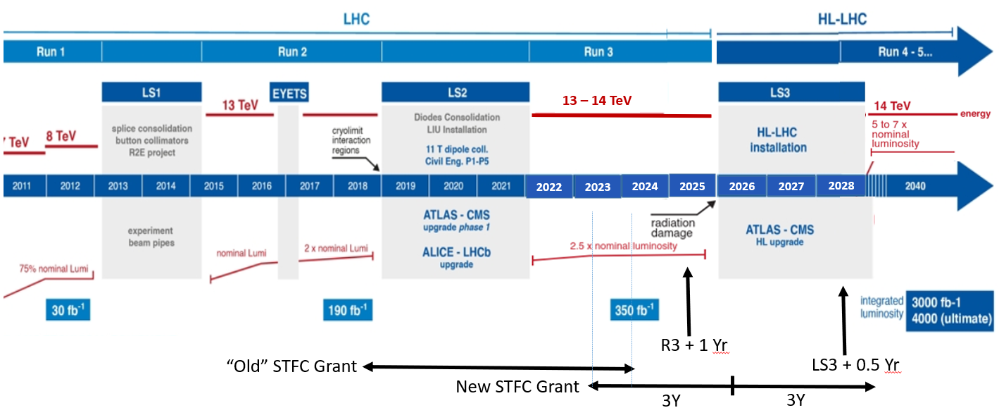 LHC
HL-LHC
Run 1
Run 2
Run 3
Run 4 - 5...
LS1
EYETS
LS2
LS3
13 TeV
13 – 14 TeV
14 TeV
energy
TeV
8 TeV
splice consolidation
button collimators
R2E project
cryolimit
interaction
regions
Diodes Consolidation
LIU Installation
11 T dipole coll.
Civil Eng. P1-P5
HL-LHC
installation
5 to 7 x
nominal
luminosity
2011
2012
2013
2014
2015
2016
2017
2018
2019
2020
2021
2022
2023
2024
2025
2026
2027
2028
2040
experiment
beam pipes
ATLAS - CMS
upgrade phase 1
ALICE - LHCb
upgrade
radiation
damage
ATLAS - CMS
HL upgrade
75% nominal Lumi
nominal Lumi
2 x nominal Lumi
2.5 x nominal luminosity
30 fb-1
190 fb-1
350 fb-1
integrated
luminosity
3000 fb-1
4000 (ultimate)
R3 + 1 Yr
LS3 + 0.5 Yr
“Old” STFC Grant
New STFC Grant
3Y
3Y